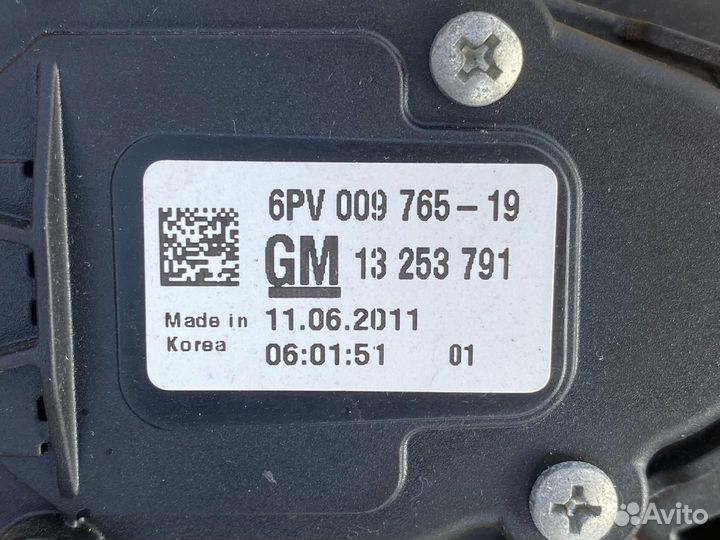 6PV 009 765-19
GM 13 253 791
Made in 11.06.2011
Korea 06:01:51 01
Avito